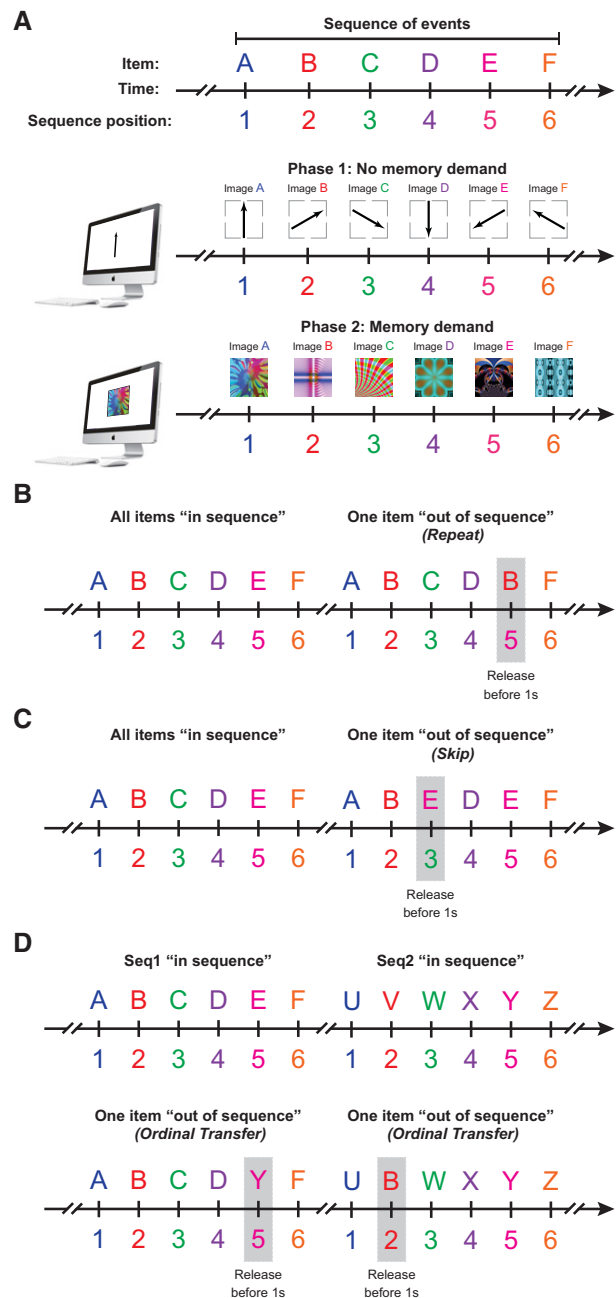 A
Sequence of events
Item: A B C D E F
Time:
Sequence position: 1 2 3 4 5 6
Phase 1: No memory demand
Image A Image B Image C Image D Image E Image F
1 2 3 4 5 6
Phase 2: Memory demand
Image A Image B Image C Image D Image E Image F
1 2 3 4 5 6
B
All items “in sequence” One item “out of sequence”
(Repeat)
A B C D E F A B C D B F
1 2 3 4 5 6 1 2 3 4 5 6
Release
before 1s
C
All items “in sequence” One item “out of sequence”
(Skip)
A B C D E F A B E D E F
1 2 3 4 5 6 1 2 3 4 5 6
Release
before 1s
D
Seq1 “in sequence” Seq2 “in sequence”
A B C D E F U V W X Y Z
1 2 3 4 5 6 1 2 3 4 5 6
One item “out of sequence” One item “out of sequence”
(Ordinal Transfer) (Ordinal Transfer)
A B C D Y F U B W X Y Z
1 2 3 4 5 6 1 2 3 4 5 6
Release Release
before 1s before 1s